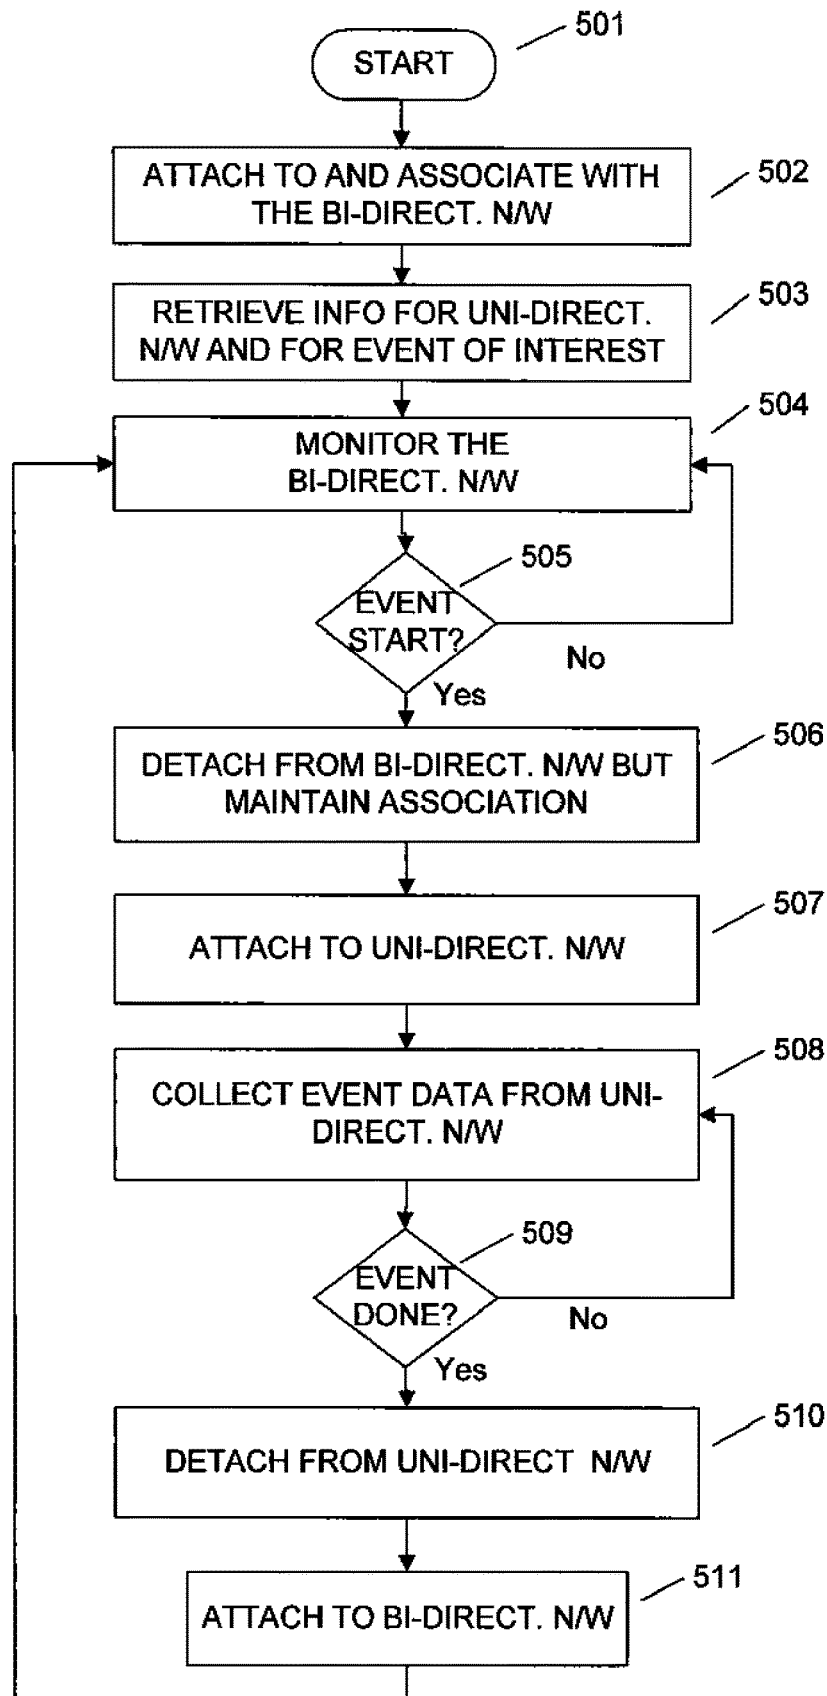 501
START
ATTACH TO AND ASSOCIATE WITH
THE BI-DIRECT. N/W
502
RETRIEVE INFO FOR UNI-DIRECT.
N/W AND FOR EVENT OF INTEREST
503
MONITOR THE
BI-DIRECT. N/W
504
EVENT
START?
505
No
Yes
DETACH FROM BI-DIRECT. N/W BUT
MAINTAIN ASSOCIATION
506
ATTACH TO UNI-DIRECT. N/W
507
COLLECT EVENT DATA FROM UNI-
DIRECT. N/W
508
EVENT
DONE?
509
No
Yes
DETACH FROM UNI-DIRECT N/W
510
ATTACH TO BI-DIRECT. N/W
511